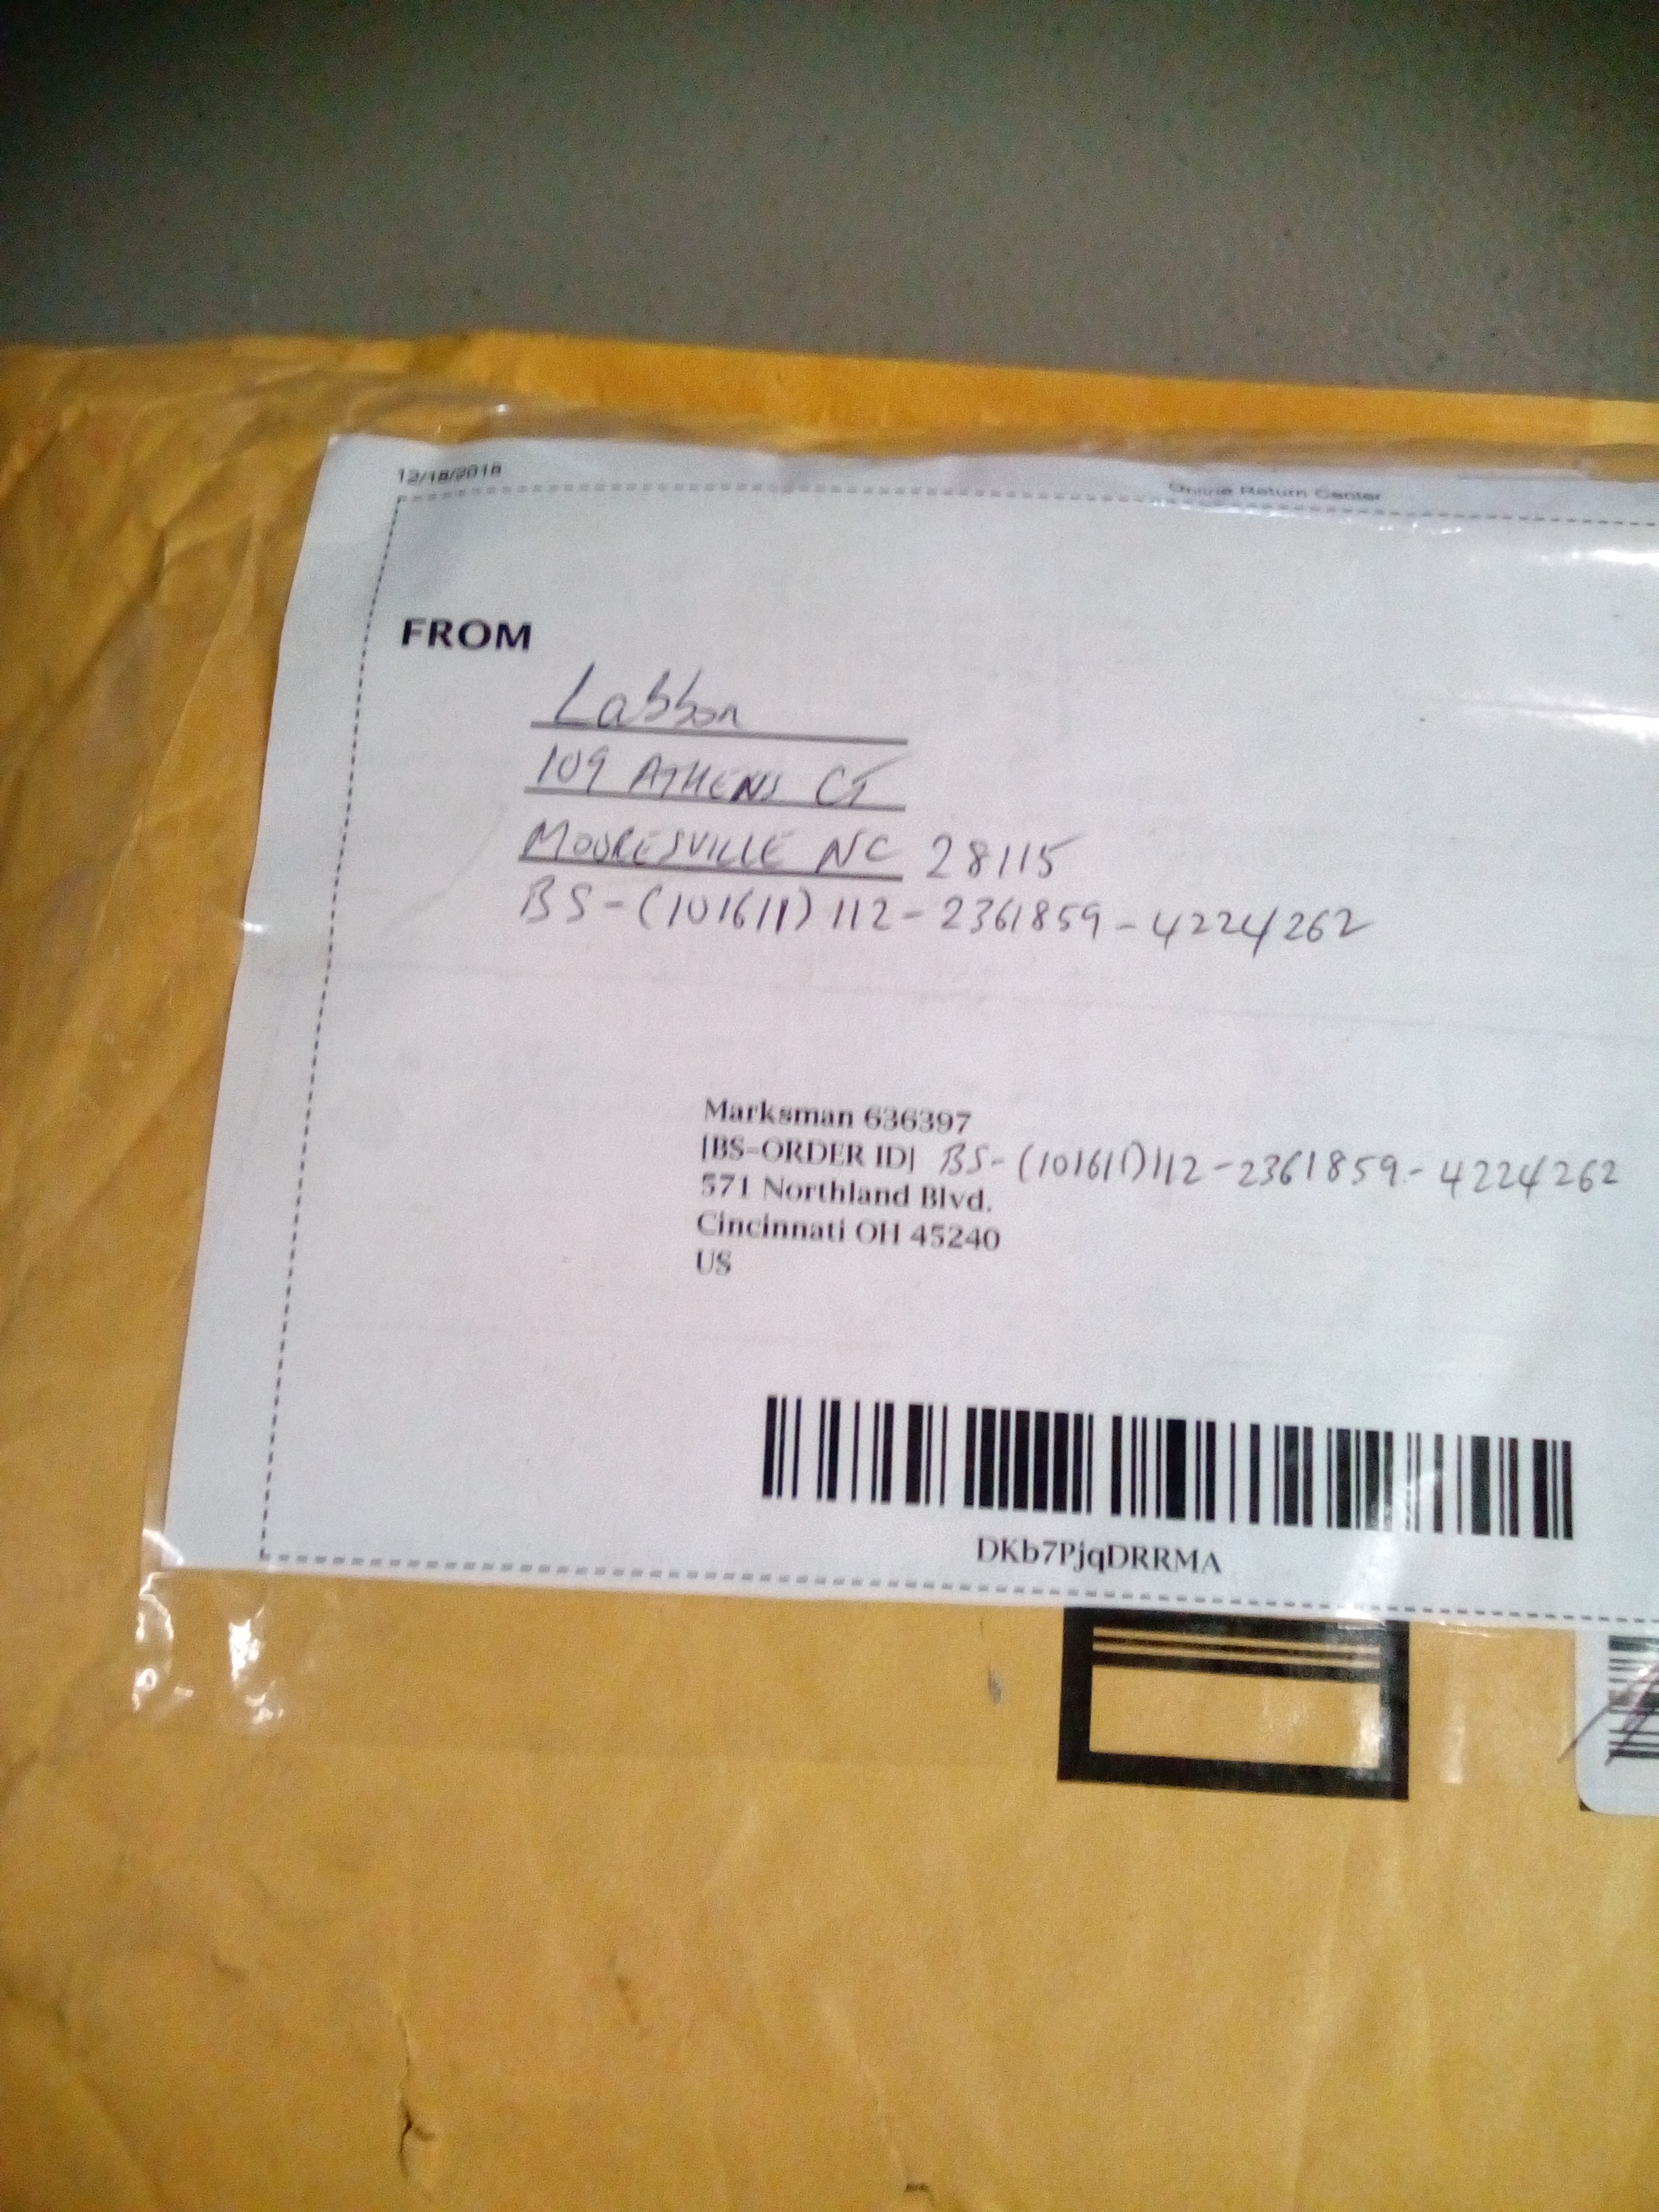 12/18/2018
Online Return Center
FROM
Labbon
109 ATHENS CT
MOORESVILLE NC 28115
BS-(101611) 112-2361859-4224262
Marksman 636397
[BS-ORDER ID] BS-(101611) 112-2361859-4224262
571 Northland Blvd.
Cincinnati OH 45240
US
DKb7PjqDRRMA